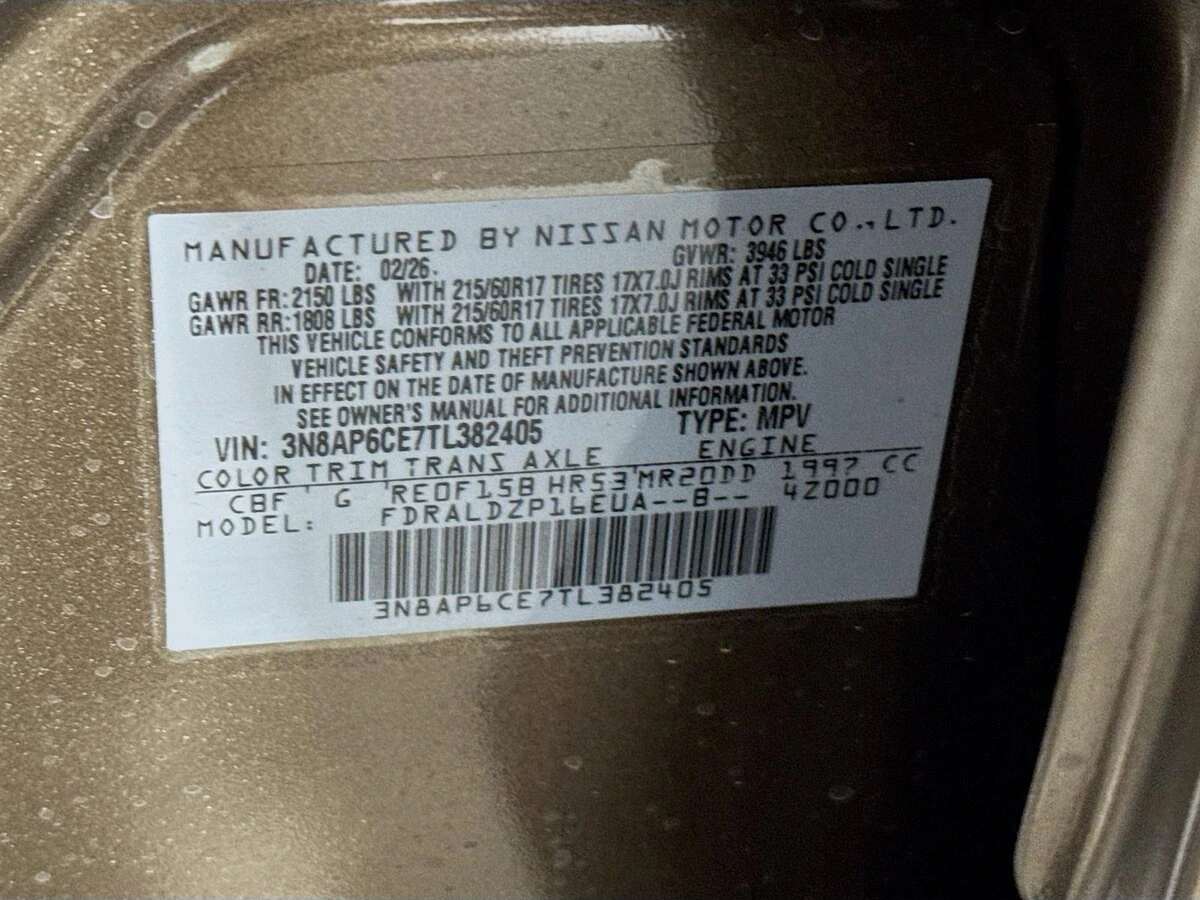 MANUFACTURED BY NISSAN MOTOR CO.,LTD.
DATE: 02/26. GVWR: 3946 LBS
GAWR FR:2150 LBS WITH 215/60R17 TIRES 17X7.0J RIMS AT 33 PSI COLD SINGLE
GAWR RR:1808 LBS WITH 215/60R17 TIRES 17X7.0J RIMS AT 33 PSI COLD SINGLE
THIS VEHICLE CONFORMS TO ALL APPLICABLE FEDERAL MOTOR
VEHICLE SAFETY AND THEFT PREVENTION STANDARDS
IN EFFECT ON THE DATE OF MANUFACTURE SHOWN ABOVE.
SEE OWNER'S MANUAL FOR ADDITIONAL INFORMATION.
VIN: 3N8AP6CE7TL382405 TYPE: MPV
COLOR TRIM TRANS AXLE ENGINE
CBF G RE0F15B HR53 MR20DD 1997 CC
MODEL: FDRALDZP16EUA--B-- 4Z000
3N8AP6CE7TL382405